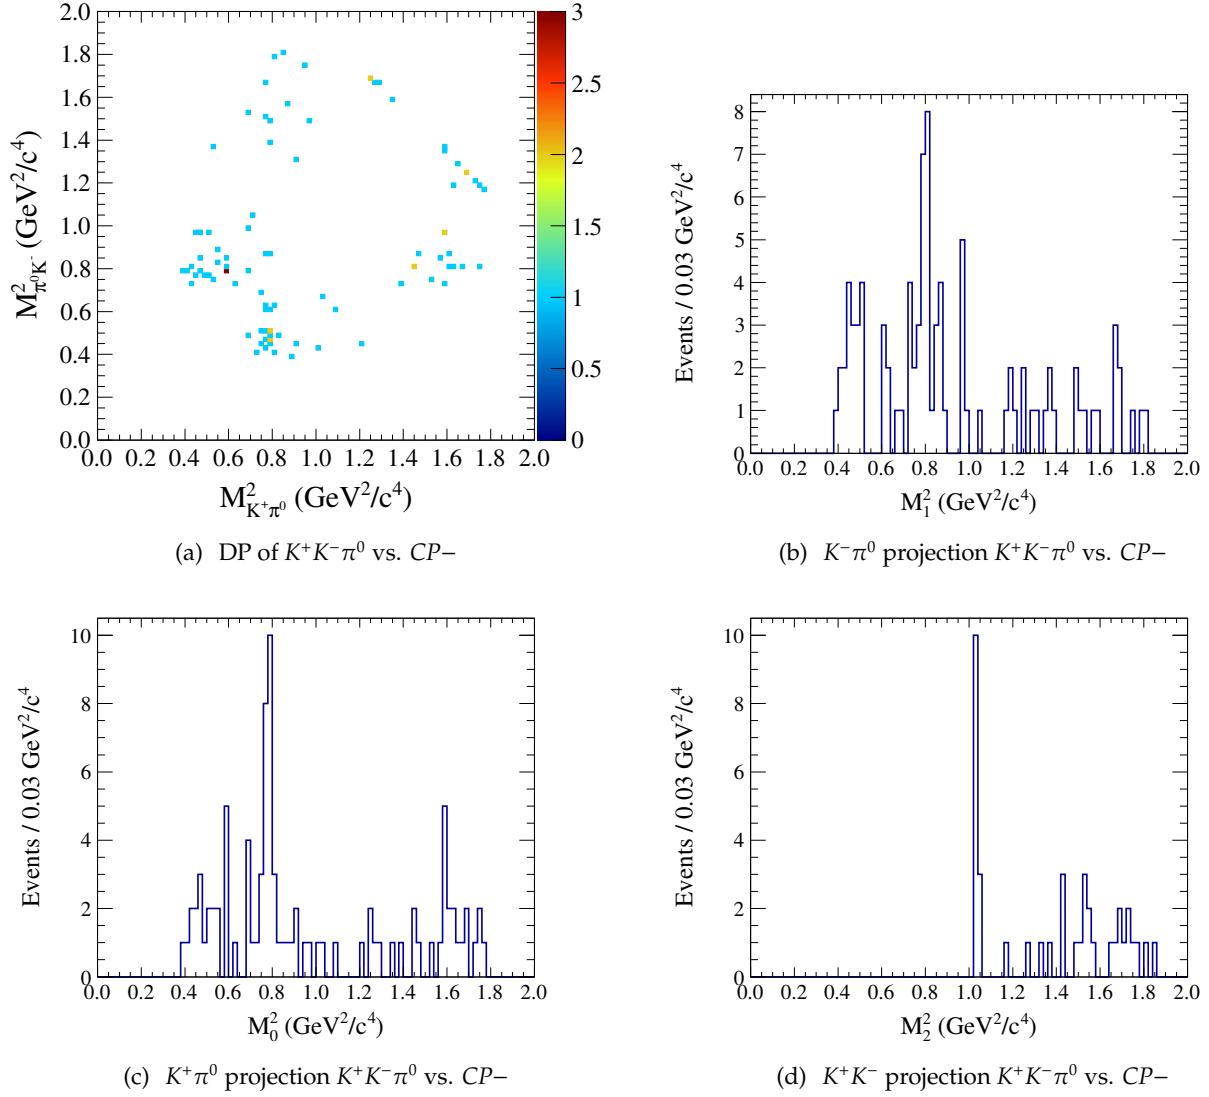 2.0
1.8
1.6
1.4
1.2
1.0
0.8
0.6
0.4
0.2
0.0
0.0 0.2 0.4 0.6 0.8 1.0 1.2 1.4 1.6 1.8 2.0
3
2.5
2
1.5
1
0.5
0
M²π⁰K⁻ (GeV²/c⁴)
M²K⁺π⁰ (GeV²/c⁴)
(a) DP of K⁺K⁻π⁰ vs. CP−
8
7
6
5
4
3
2
1
0
0.0 0.2 0.4 0.6 0.8 1.0 1.2 1.4 1.6 1.8 2.0
Events / 0.03 GeV²/c⁴
M₁² (GeV²/c⁴)
(b) K⁻π⁰ projection K⁺K⁻π⁰ vs. CP−
10
8
6
4
2
0
0.0 0.2 0.4 0.6 0.8 1.0 1.2 1.4 1.6 1.8 2.0
Events / 0.03 GeV²/c⁴
M₀² (GeV²/c⁴)
(c) K⁺π⁰ projection K⁺K⁻π⁰ vs. CP−
10
8
6
4
2
0
0.0 0.2 0.4 0.6 0.8 1.0 1.2 1.4 1.6 1.8 2.0
Events / 0.03 GeV²/c⁴
M₂² (GeV²/c⁴)
(d) K⁺K⁻ projection K⁺K⁻π⁰ vs. CP−